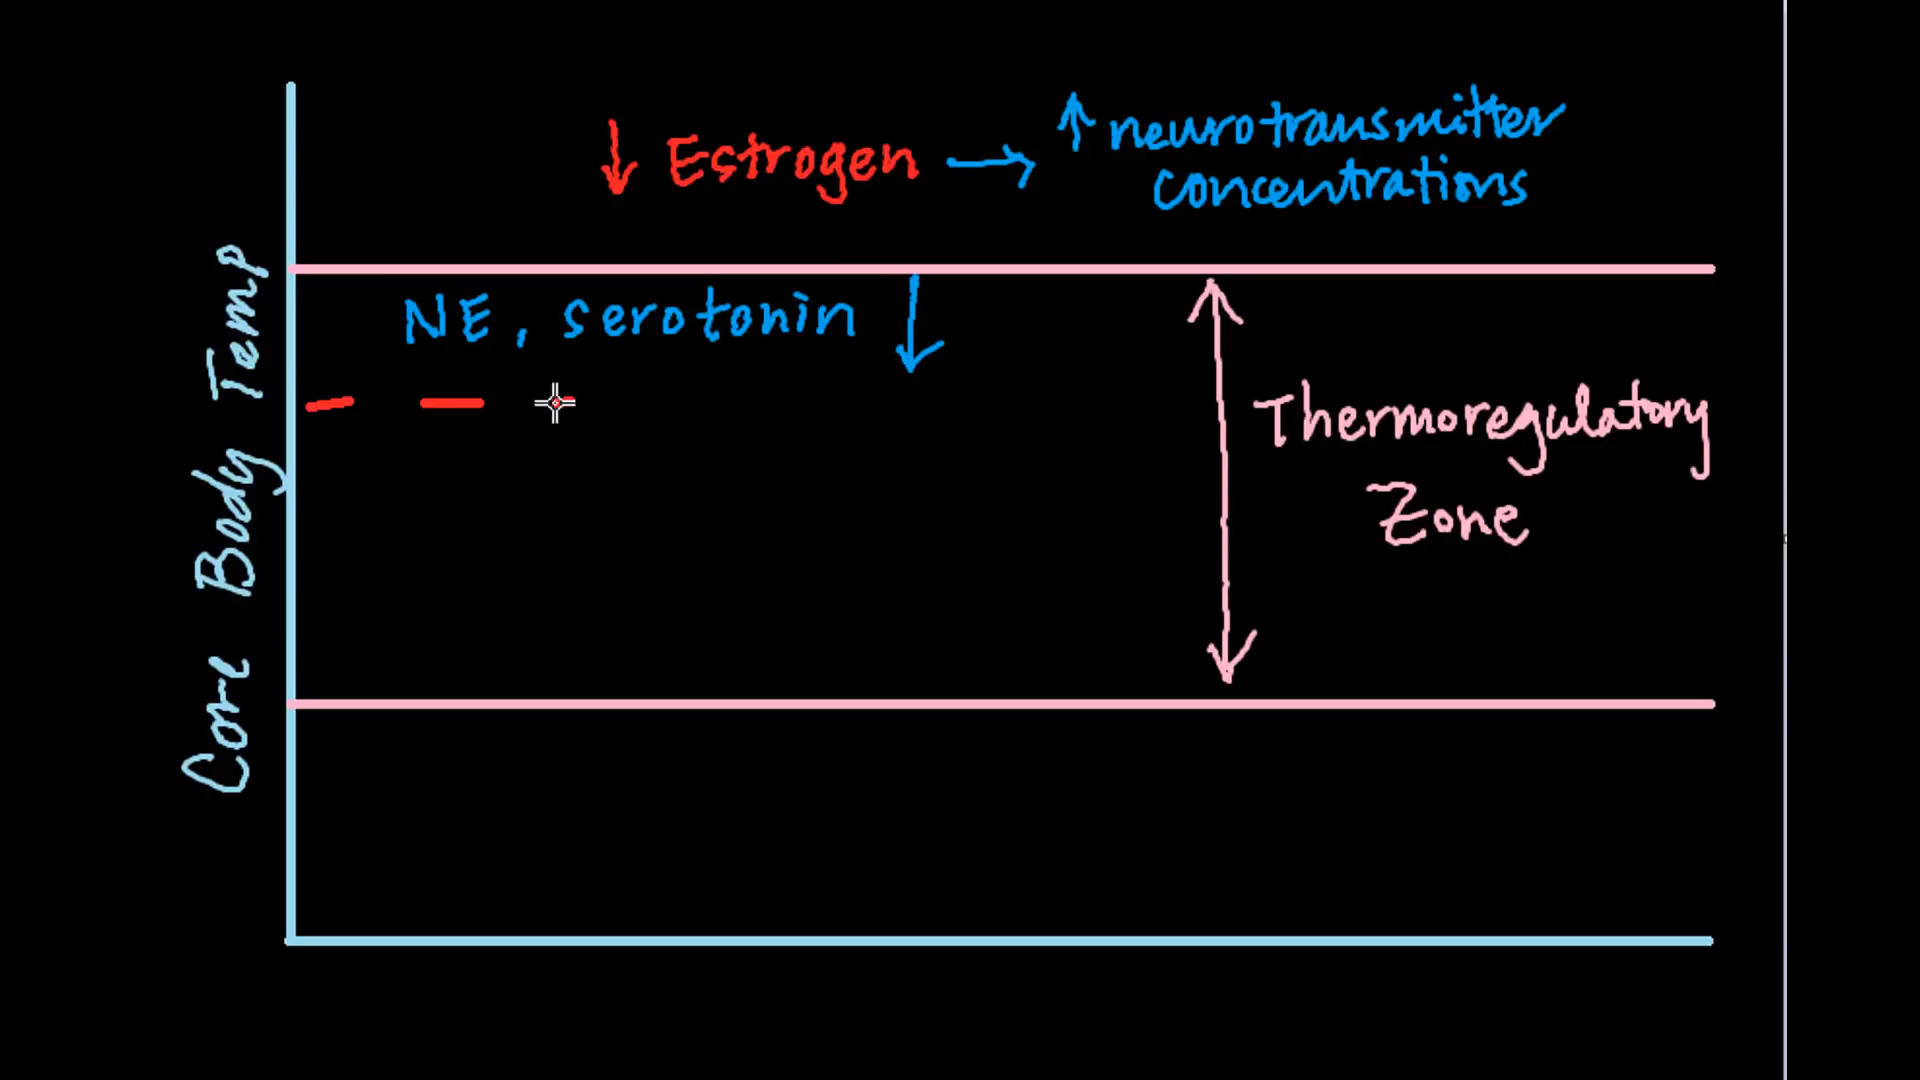 ↓ Estrogen → ↑ neurotransmitter
concentrations
NE, serotonin ↓
Thermoregulatory
Zone
Core Body Temp